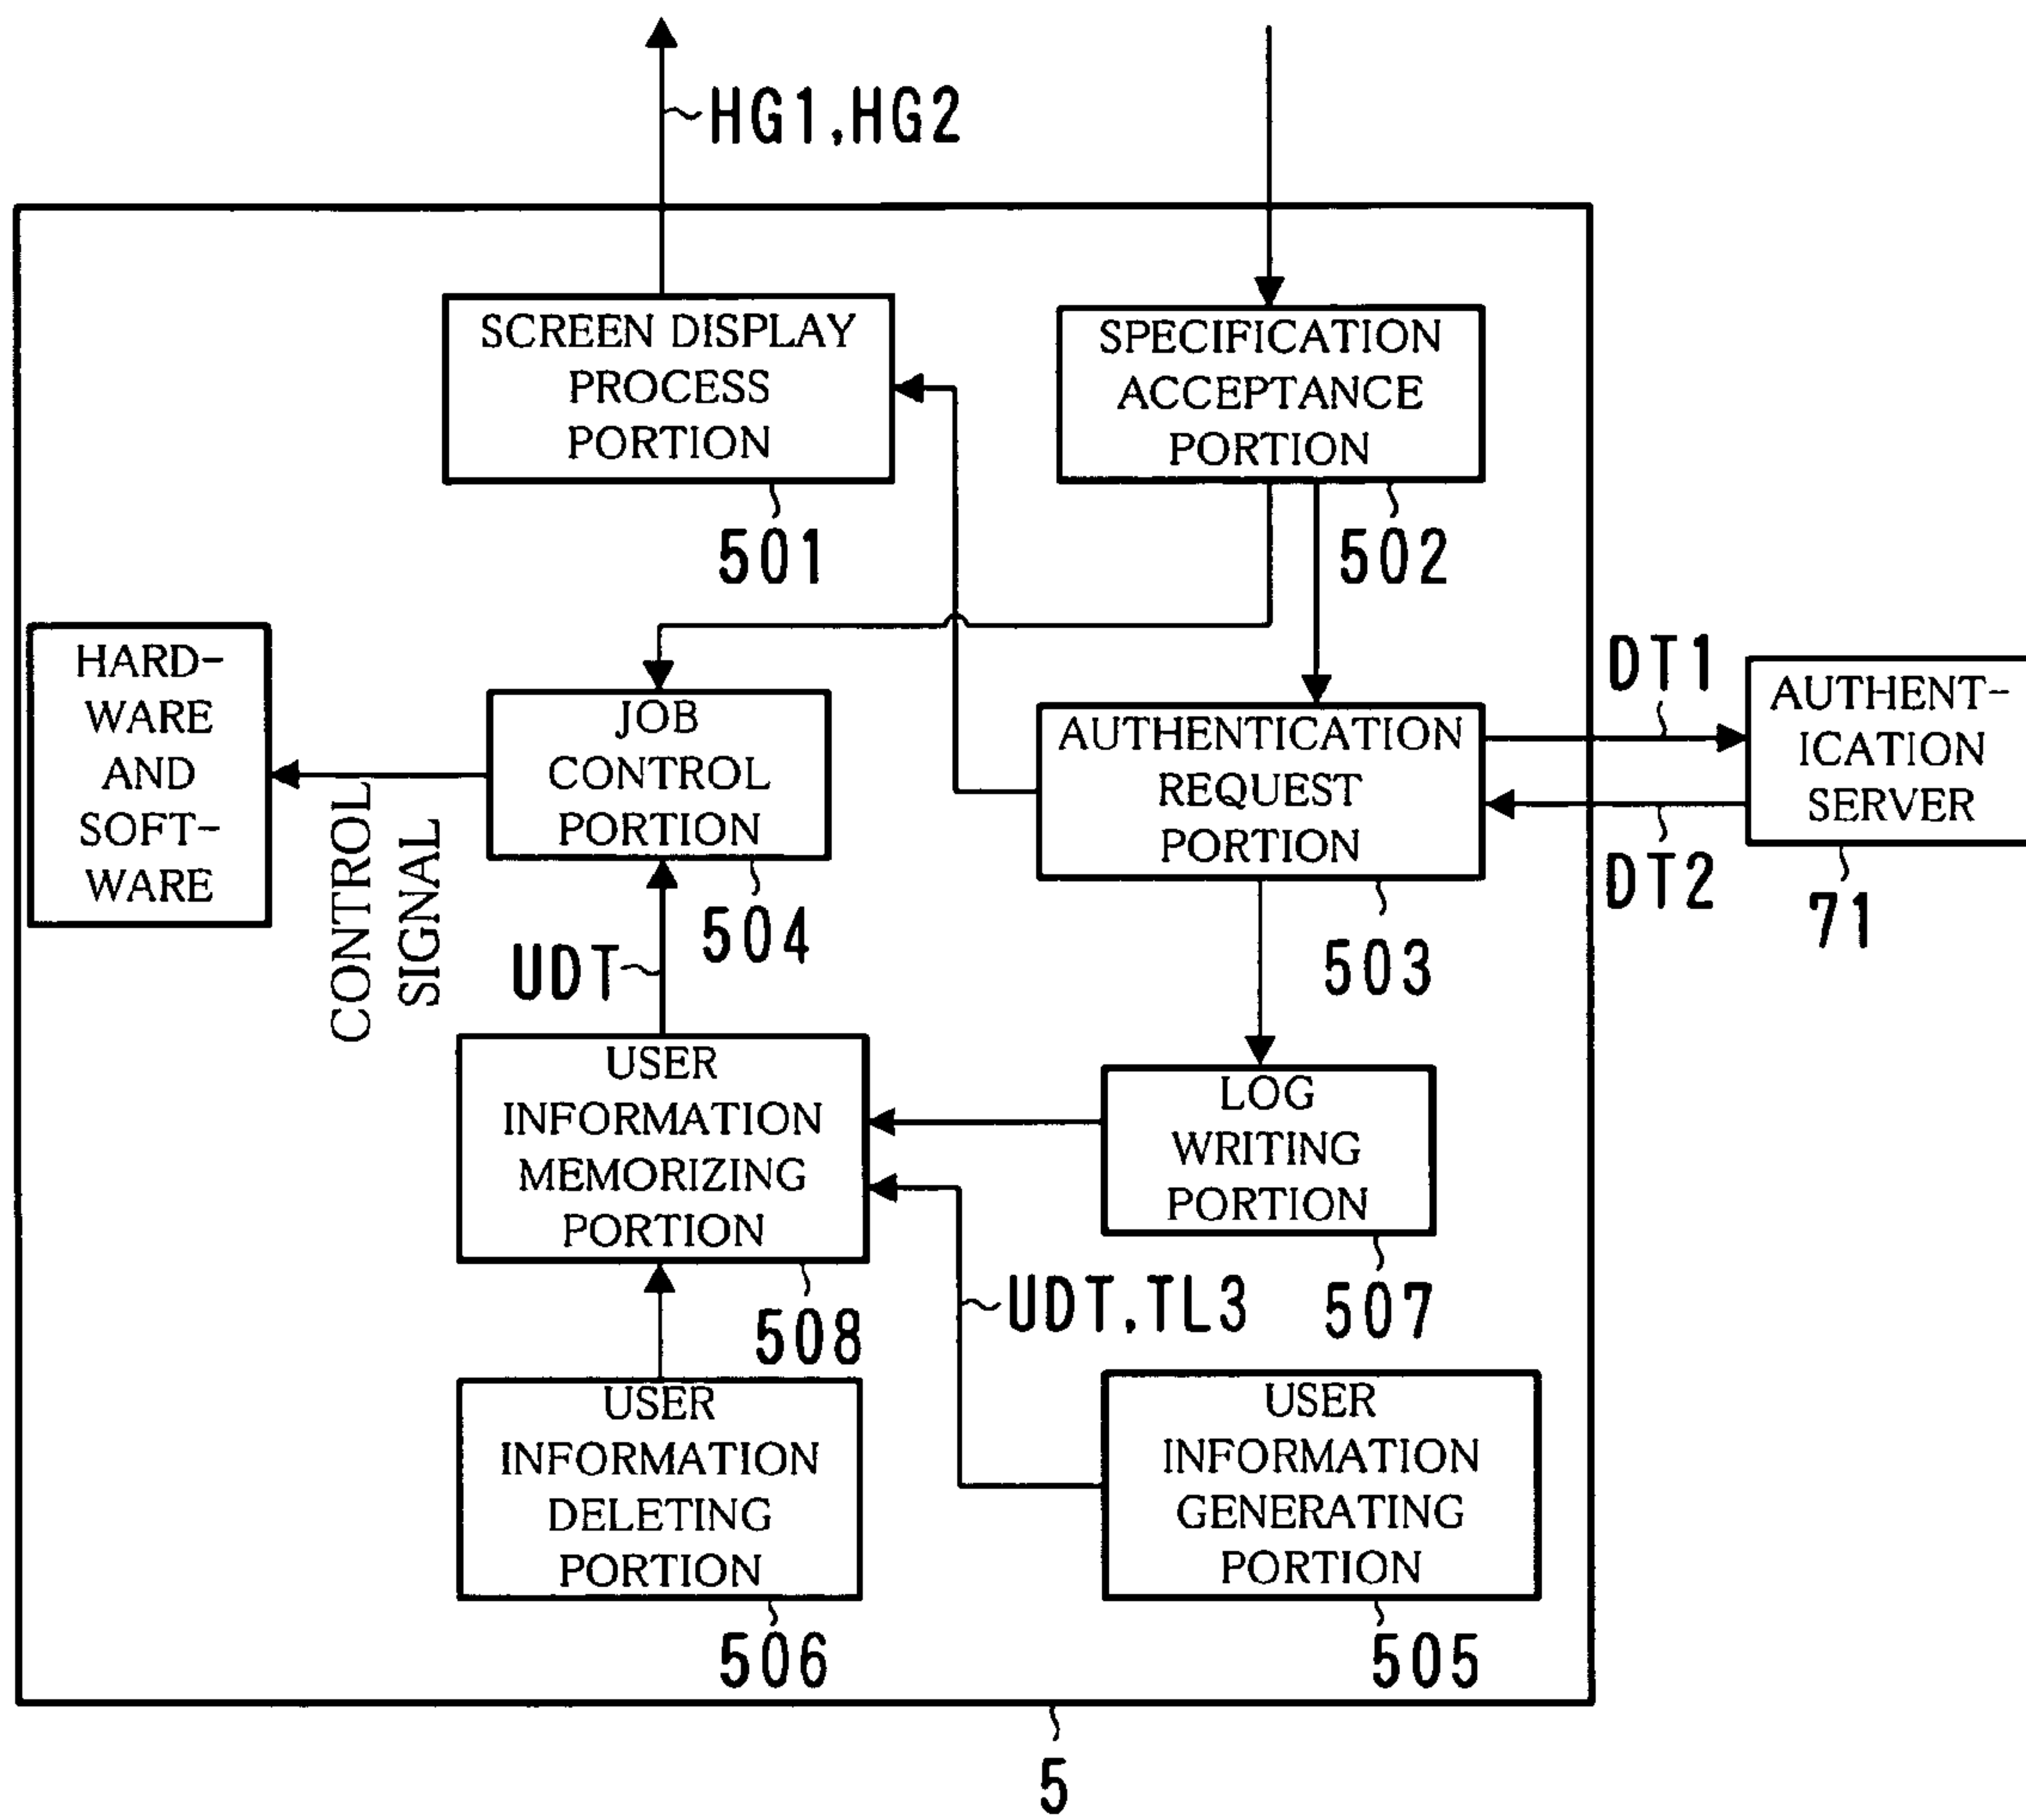 HG1,HG2
SCREEN DISPLAY
PROCESS
PORTION
501
SPECIFICATION
ACCEPTANCE
PORTION
502
HARD-
WARE
AND
SOFT-
WARE
CONTROL
SIGNAL
JOB
CONTROL
PORTION
504
AUTHENTICATION
REQUEST
PORTION
503
DT1
DT2
AUTHENT-
ICATION
SERVER
71
UDT
USER
INFORMATION
MEMORIZING
PORTION
508
LOG
WRITING
PORTION
507
UDT,TL3
USER
INFORMATION
DELETING
PORTION
506
USER
INFORMATION
GENERATING
PORTION
505
5